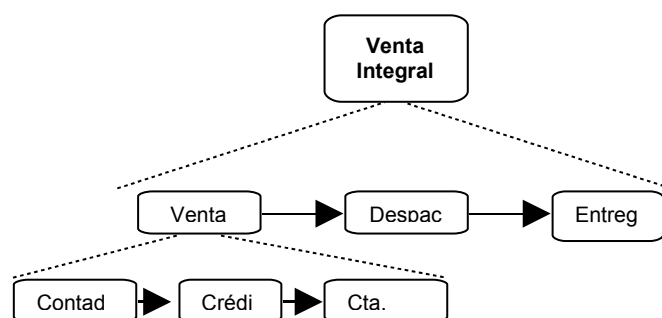 Venta
Integral
Venta
Despac
Entreg
Contad
Crédi
Cta.